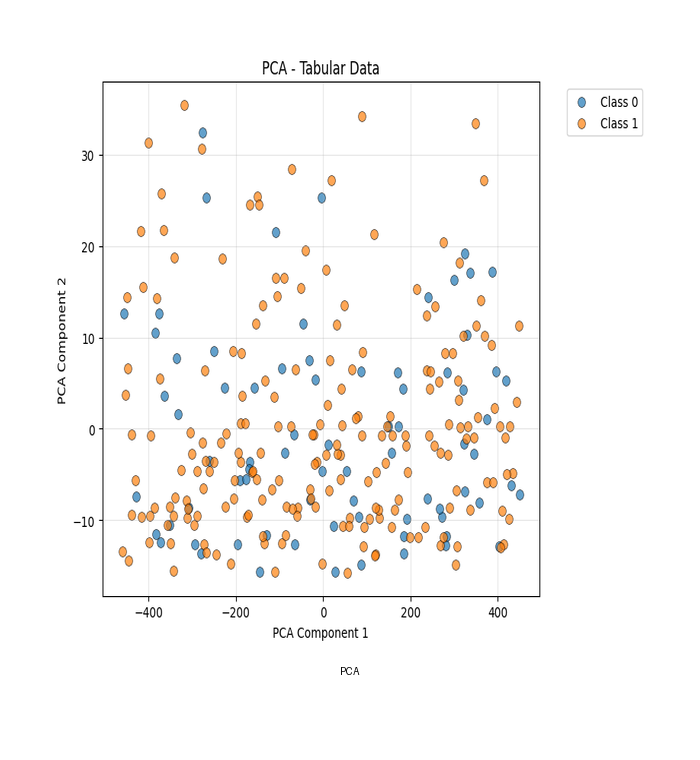 PCA - Tabular Data
Class 0
Class 1
30
20
10
0
−10
−400 −200 0 200 400
PCA Component 2
PCA Component 1
PCA